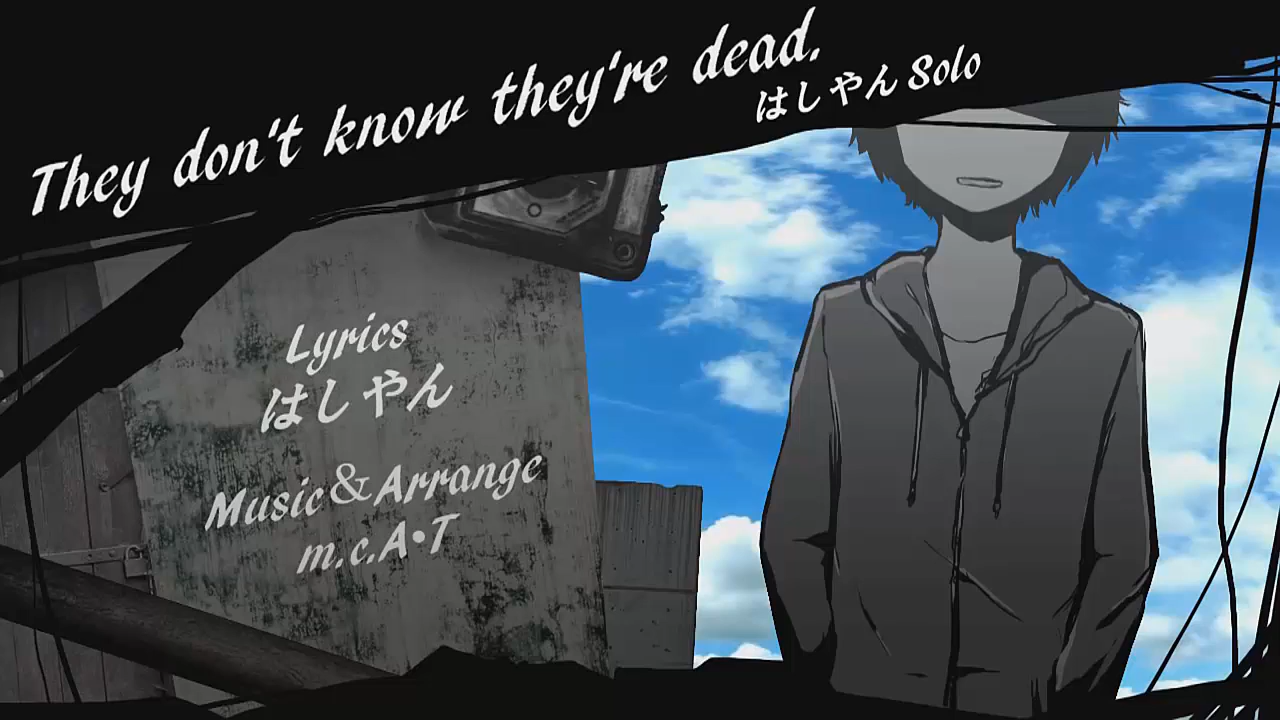 They don't know they're dead.
はしやん Solo
Lyrics
はしやん
Music&Arrange
m.c.A•T